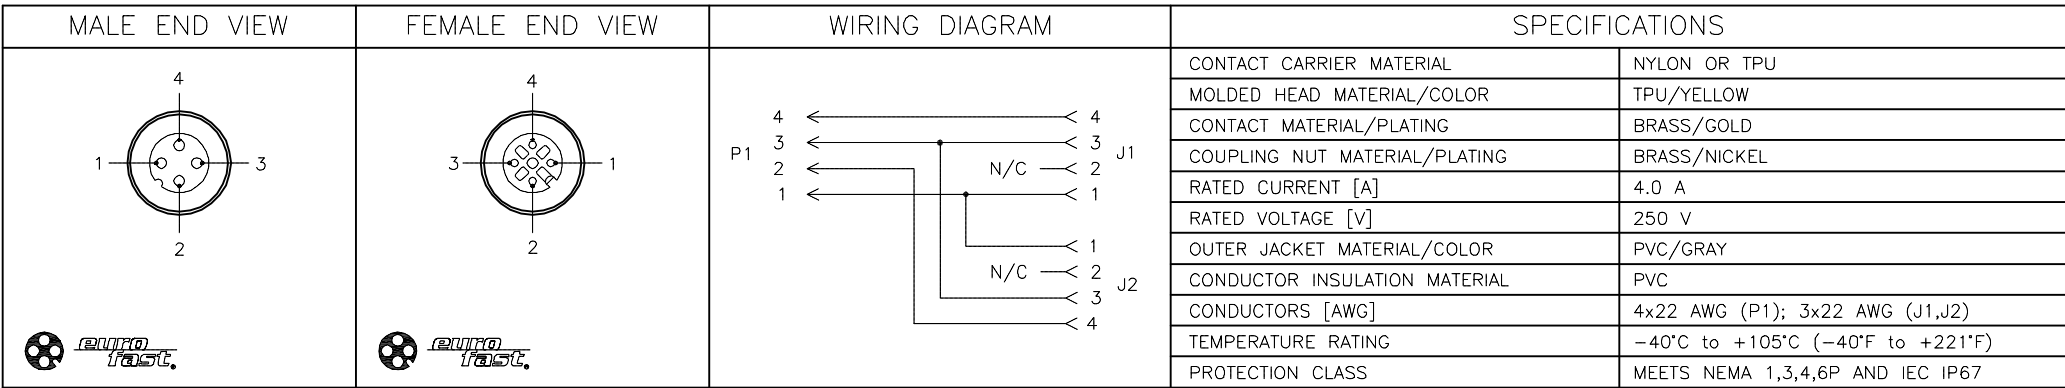 MALE END VIEW
4
1
3
2
euro
fast®
FEMALE END VIEW
4
3
1
2
euro
fast®
WIRING DIAGRAM
P1
4
3
2
1
4
3
N/C 2
1
J1
1
N/C 2
3
4
J2
SPECIFICATIONS
CONTACT CARRIER MATERIAL NYLON OR TPU
MOLDED HEAD MATERIAL/COLOR TPU/YELLOW
CONTACT MATERIAL/PLATING BRASS/GOLD
COUPLING NUT MATERIAL/PLATING BRASS/NICKEL
RATED CURRENT [A] 4.0 A
RATED VOLTAGE [V] 250 V
OUTER JACKET MATERIAL/COLOR PVC/GRAY
CONDUCTOR INSULATION MATERIAL PVC
CONDUCTORS [AWG] 4x22 AWG (P1); 3x22 AWG (J1,J2)
TEMPERATURE RATING -40°C to +105°C (-40°F to +221°F)
PROTECTION CLASS MEETS NEMA 1,3,4,6P AND IEC IP67